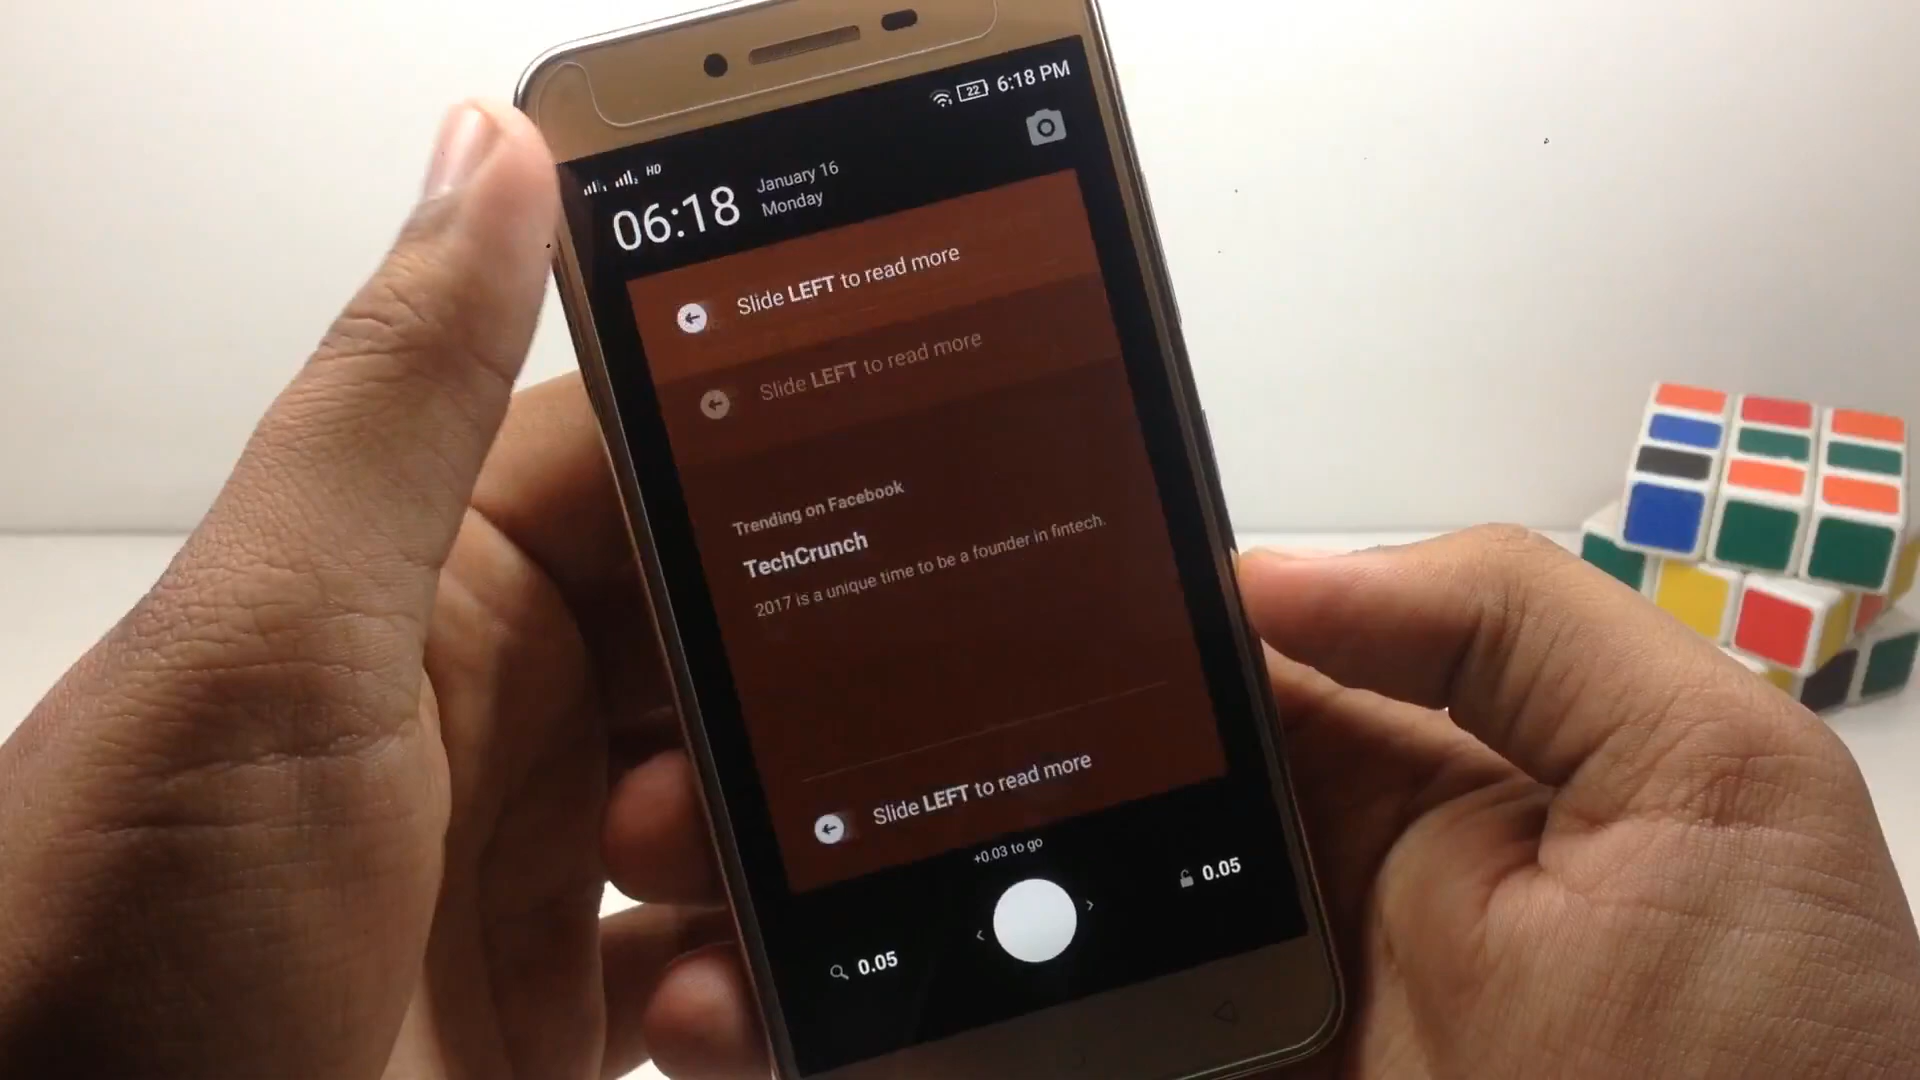 22 6:18 PM
HD
06:18
January 16
Monday
Slide LEFT to read more
Slide LEFT to read more
Trending on Facebook
TechCrunch
2017 is a unique time to be a founder in fintech.
Slide LEFT to read more
+0.03 to go
0.05
0.05